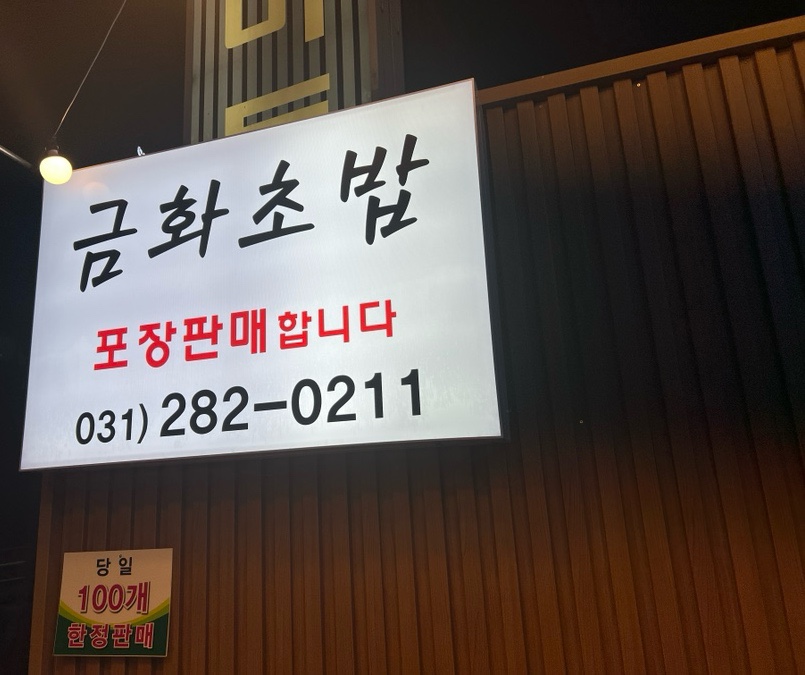 금화초밥
포장판매합니다
031) 282-0211
당일
100개
한정판매